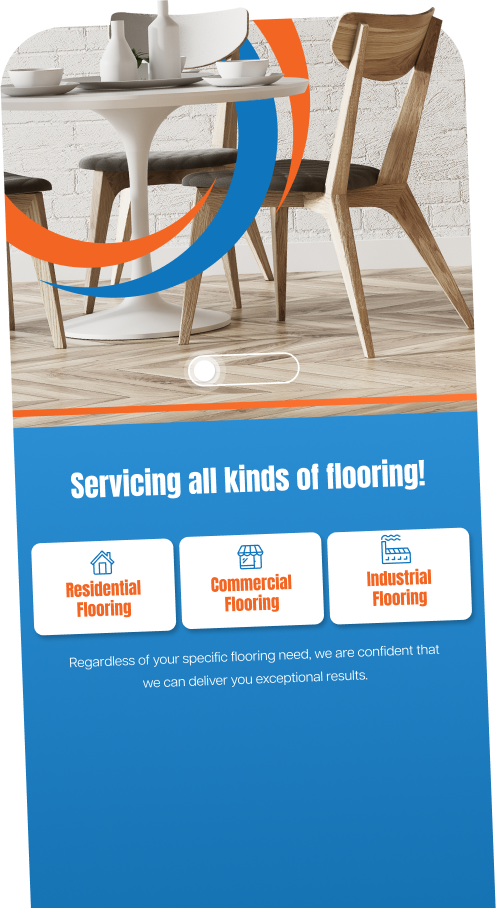 Servicing all kinds of flooring!
Residential
Flooring
Commercial
Flooring
Industrial
Flooring
Regardless of your specific flooring need, we are confident that
we can deliver you exceptional results.